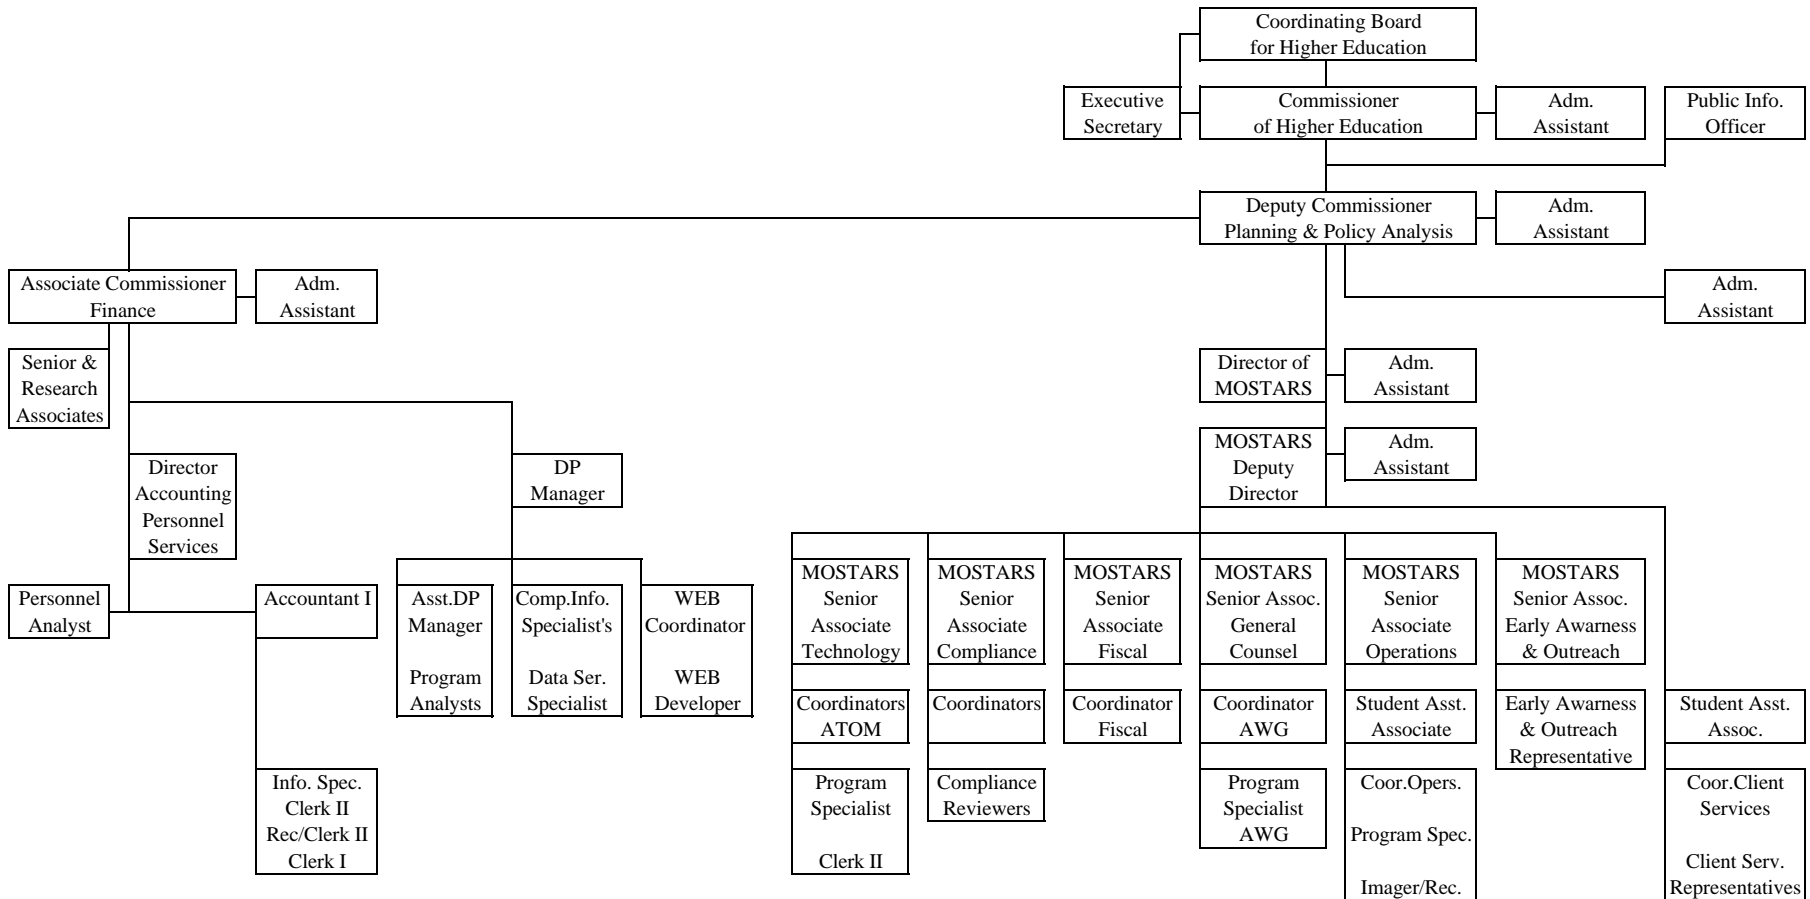 Coordinating Board
for Higher Education
Executive
Secretary
Commissioner
of Higher Education
Adm.
Assistant
Public Info.
Officer
Deputy Commissioner
Planning & Policy Analysis
Adm.
Assistant
Associate Commissioner
Finance
Adm.
Assistant
Adm.
Assistant
Senior &
Research
Associates
Director of
MOSTARS
Adm.
Assistant
MOSTARS
Deputy
Director
Adm.
Assistant
Director
Accounting
Personnel
Services
DP
Manager
Personnel
Analyst
Accountant I
Asst.DP
Manager
Program
Analysts
Comp.Info.
Specialist's
Data Ser.
Specialist
WEB
Coordinator
WEB
Developer
MOSTARS
Senior
Associate
Technology
MOSTARS
Senior
Associate
Compliance
MOSTARS
Senior
Associate
Fiscal
MOSTARS
Senior Assoc.
General
Counsel
MOSTARS
Senior
Associate
Operations
MOSTARS
Senior Assoc.
Early Awarness
& Outreach
Coordinators
ATOM
Coordinators
Coordinator
Fiscal
Coordinator
AWG
Student Asst.
Associate
Early Awarness
& Outreach
Representative
Student Asst.
Assoc.
Info. Spec.
Clerk II
Rec/Clerk II
Clerk I
Program
Specialist
Clerk II
Compliance
Reviewers
Program
Specialist
AWG
Coor.Opers.
Program Spec.
Imager/Rec.
Coor.Client
Services
Client Serv.
Representatives